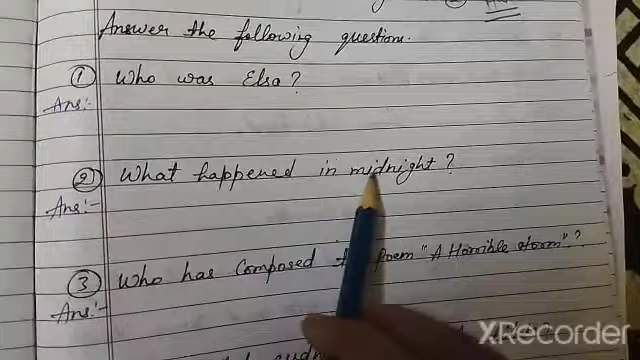 Answer the following question.
① Who was Elsa?
Ans:-
② What happened in midnight?
Ans:-
③ Who has composed Poem "A Horrible storm"?
Ans:-
XRecorder